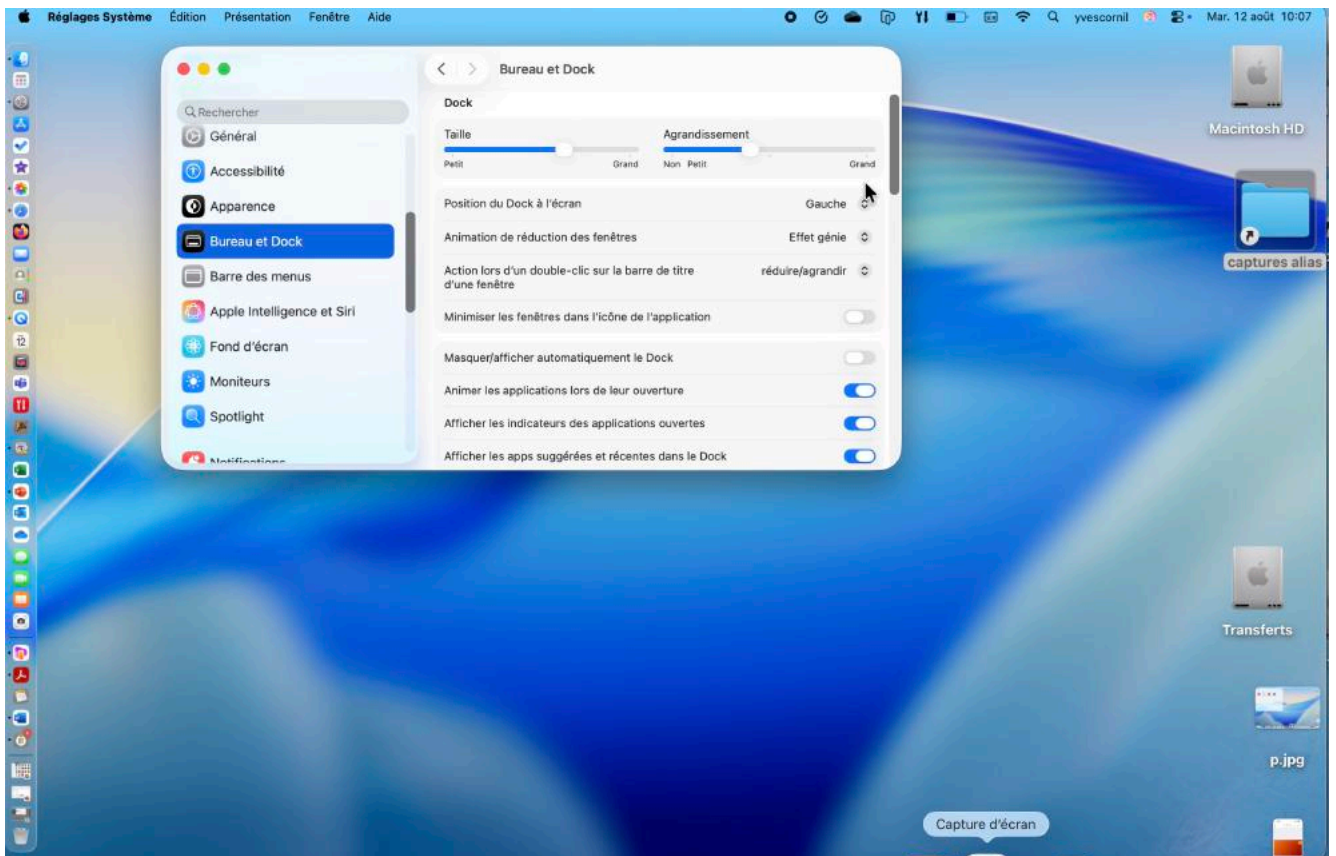 Réglages Système Édition Présentation Fenêtre Aide
yvescornil Mar. 12 août 10:07
Bureau et Dock
Rechercher
Général
Accessibilité
Apparence
Bureau et Dock
Barre des menus
Apple Intelligence et Siri
Fond d'écran
Moniteurs
Spotlight
Notifications
Dock
Taille Agrandissement
Petit Grand Non Petit Grand
Position du Dock à l'écran Gauche
Animation de réduction des fenêtres Effet génie
Action lors d'un double-clic sur la barre de titre réduire/agrandir
d'une fenêtre
Minimiser les fenêtres dans l'icône de l'application
Masquer/afficher automatiquement le Dock
Animer les applications lors de leur ouverture
Afficher les indicateurs des applications ouvertes
Afficher les apps suggérées et récentes dans le Dock
Macintosh HD
captures alias
Transferts
p.jpg
Capture d'écran
12